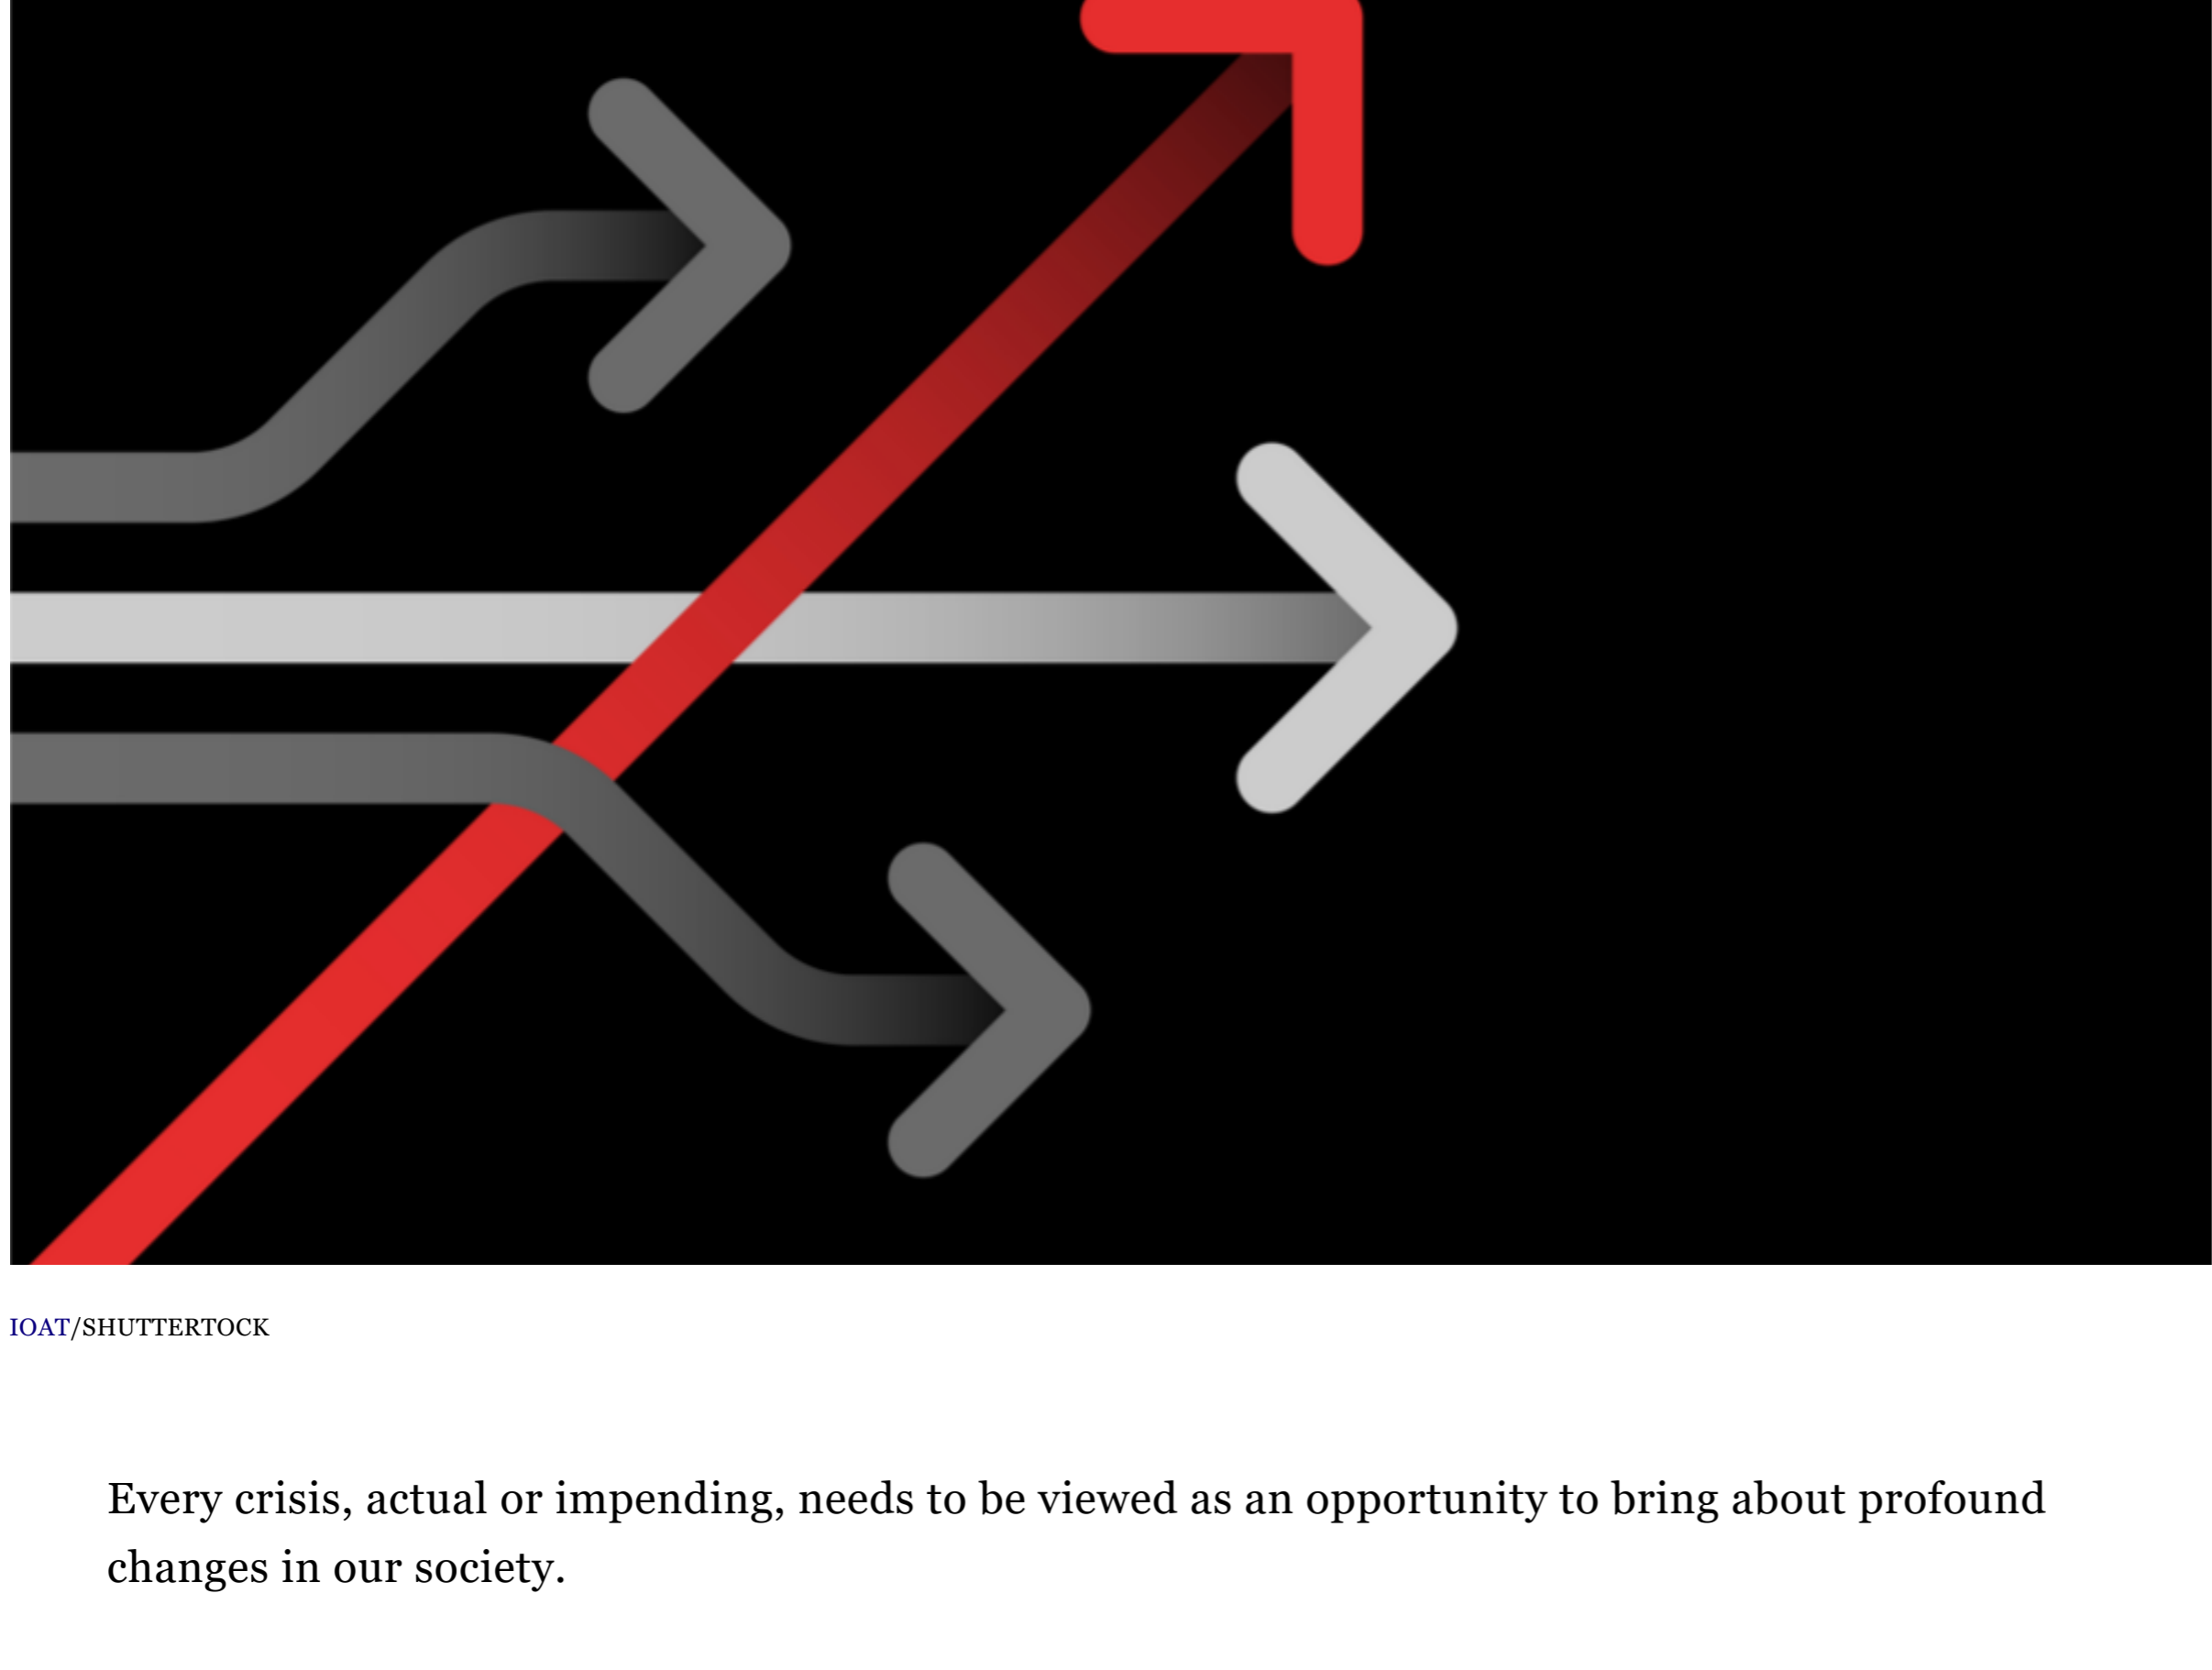 IOAT/SHUTTERTOCK
Every crisis, actual or impending, needs to be viewed as an opportunity to bring about profound
changes in our society.